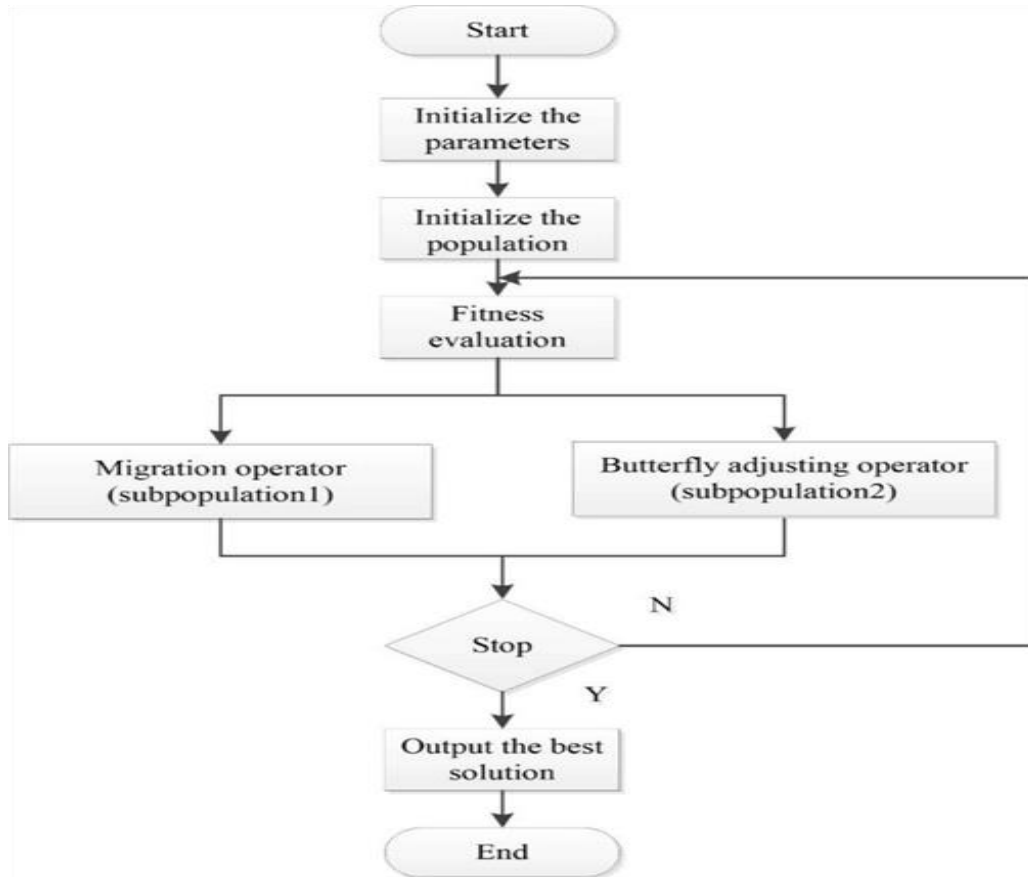 Start
Initialize the
parameters
Initialize the
population
Fitness
evaluation
Migration operator
(subpopulation1)
Butterfly adjusting operator
(subpopulation2)
N
Stop
Y
Output the best
solution
End